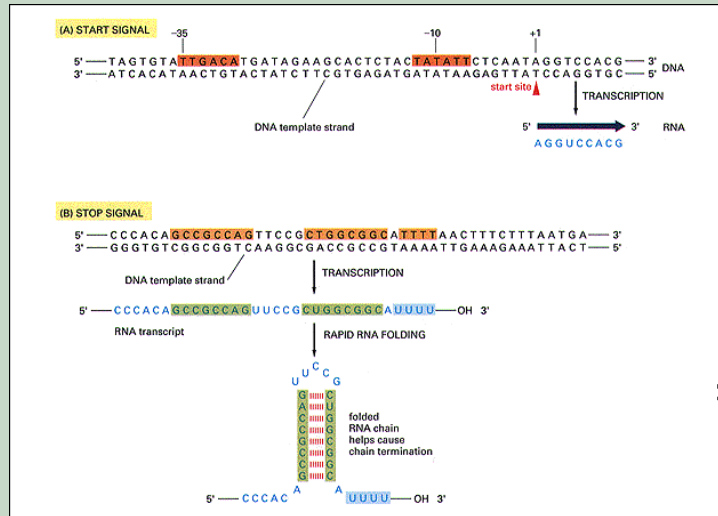 (A) START SIGNAL
−35 −10 +1
5' TAGTGTATTGACATGATAGAAGCACTCTACTATATTCTCAATAGGTCCACG 3'
3' ATCACATAACTGTACTATCTTCGTGAGATGATATAAGAGTTATCCAGGTGC 5'
DNA
start site
TRANSCRIPTION
DNA template strand
5' 3' RNA
AGGUCCACG
(B) STOP SIGNAL
5' CCCACAGCCGCCAGTTCCGCTGGCGGCATTTTAACTTTCTTTAATGA 3'
3' GGGTGTCGGCGGTCAAGGCGACCGCCGTAAAATTGAAAGAAATTACT 5'
DNA template strand
TRANSCRIPTION
5' CCCACAGCCGCCAGUUCCGCUGGCGGCAUUUU OH 3'
RNA transcript
RAPID RNA FOLDING
UUCCG
G C
A U
C G
C G
G C
C G
C G
G C
A A
folded
RNA chain
helps cause
chain termination
5' CCCAC UUUU OH 3'